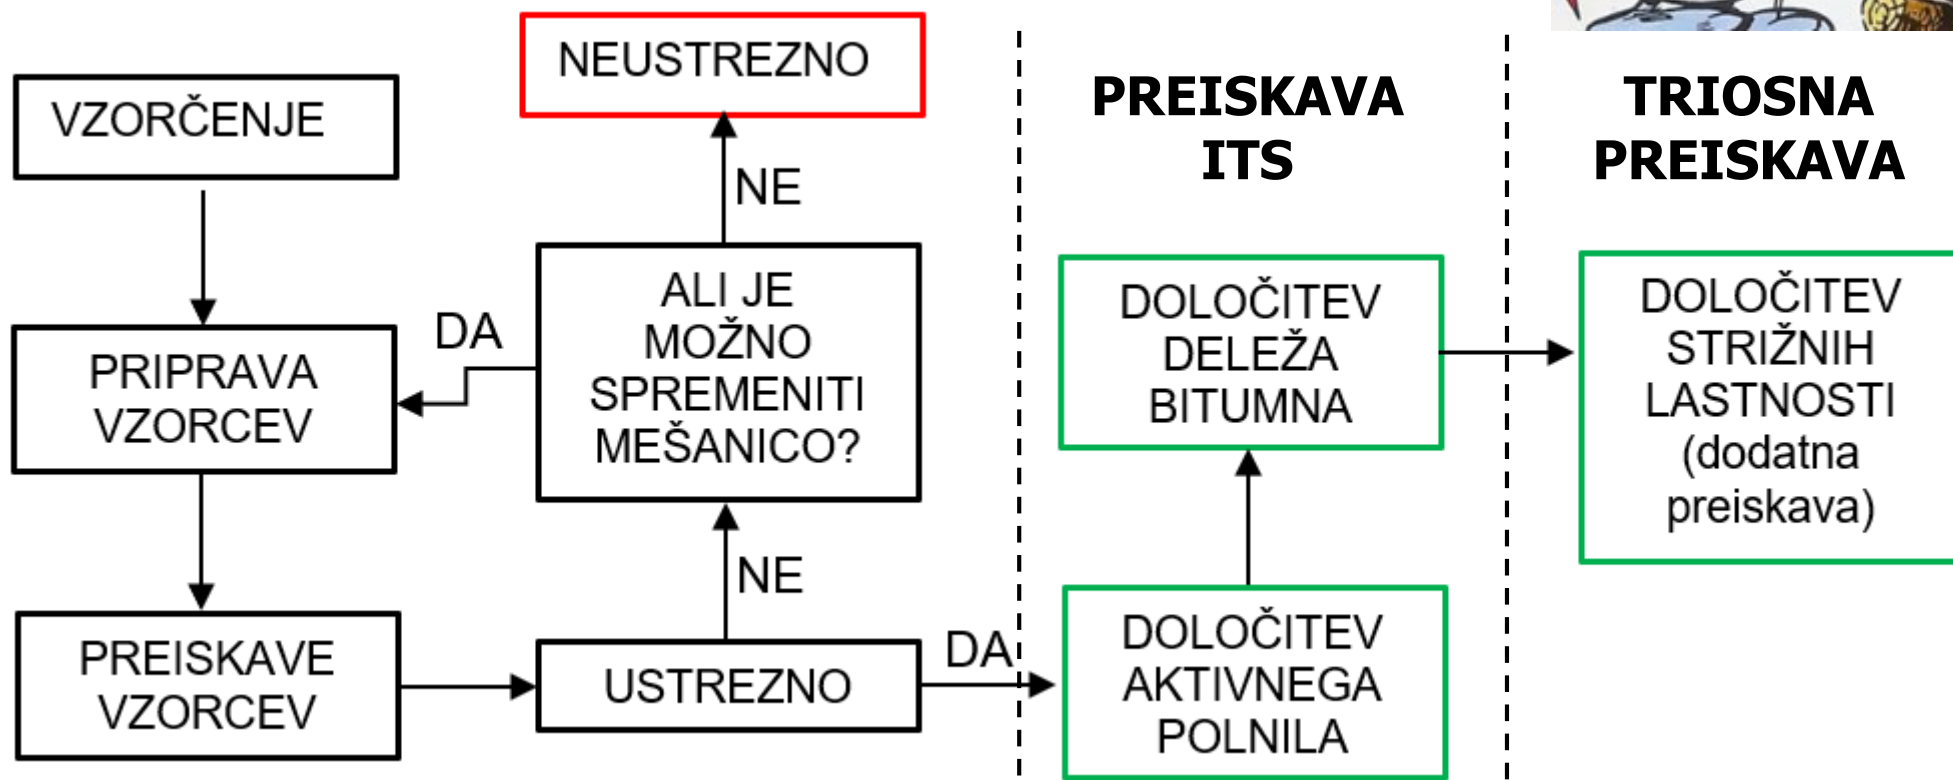 VZORČENJE
PRIPRAVA
VZORCEV
PREISKAVE
VZORCEV
USTREZNO
NE
ALI JE
MOŽNO
SPREMENITI
MEŠANICO?
DA
NE
NEUSTREZNO
DA
PREISKAVA
ITS
DOLOČITEV
AKTIVNEGA
POLNILA
DOLOČITEV
DELEŽA
BITUMNA
TRIOSNA
PREISKAVA
DOLOČITEV
STRIŽNIH
LASTNOSTI
(dodatna
preiskava)